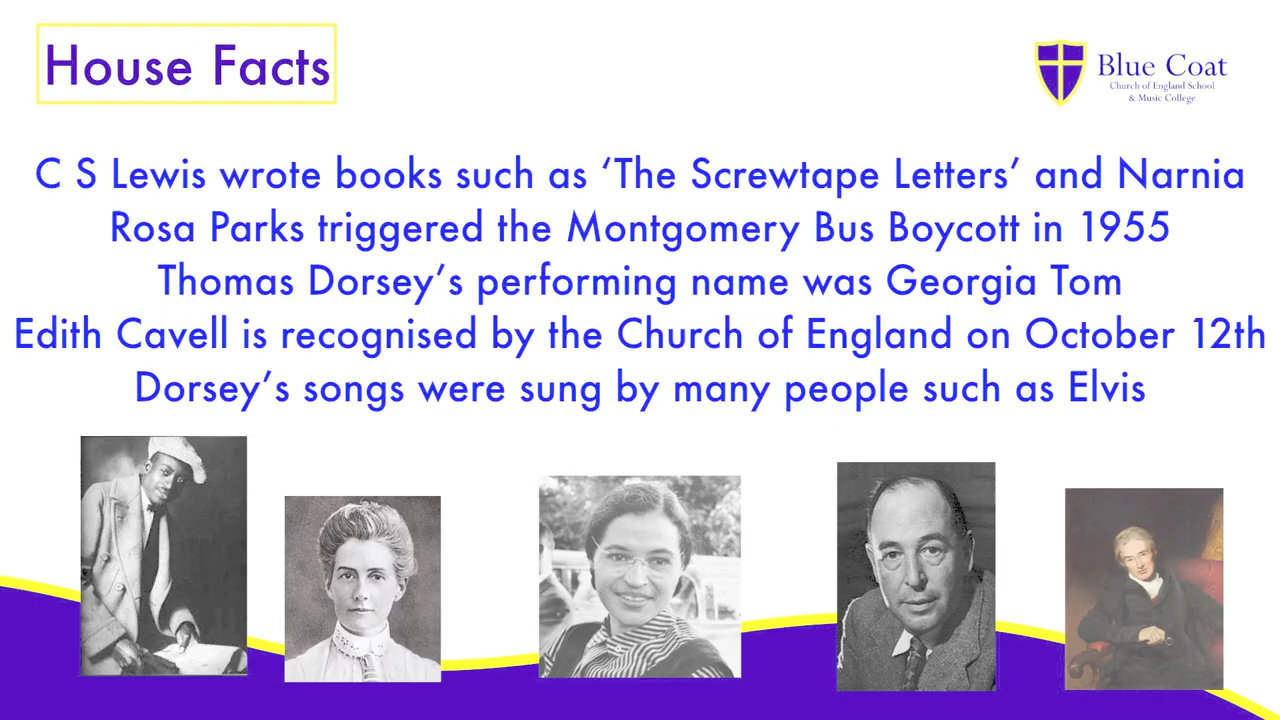 House Facts
Blue Coat
Church of England School
& Music College
C S Lewis wrote books such as ‘The Screwtape Letters’ and Narnia
Rosa Parks triggered the Montgomery Bus Boycott in 1955
Thomas Dorsey’s performing name was Georgia Tom
Edith Cavell is recognised by the Church of England on October 12th
Dorsey’s songs were sung by many people such as Elvis